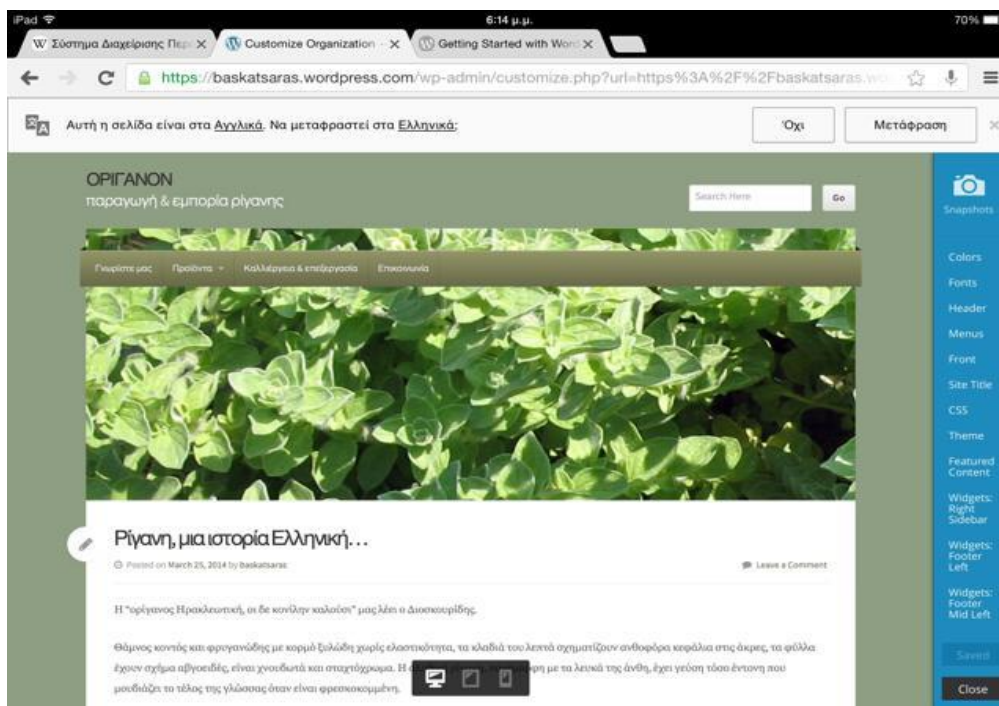 iPad
6:14 μ.μ.
70%
Σύστημα Διαχείρισης Περι
Customize Organization -
Getting Started with Word
https://baskatsaras.wordpress.com/wp-admin/customize.php?url=https%3A%2F%2Fbaskatsaras.wo
Αυτή η σελίδα είναι στα Αγγλικά. Να μεταφραστεί στα Ελληνικά;
Όχι
Μετάφραση
ΟΡΙΓΑΝΟΝ
παραγωγή & εμπορία ρίγανης
Search Here
Go
Γνωρίστε μας
Προϊόντα
Καλλιέργεια & επεξεργασία
Επικοινωνία
Snapshots
Colors
Fonts
Header
Menus
Front
Site Title
CSS
Theme
Featured
Content
Widgets:
Right
Sidebar
Widgets:
Footer
Left
Widgets:
Footer
Mid Left
Saved
Close
Ρίγανη, μια ιστορία Ελληνική…
Posted on March 25, 2014 by baskatsaras
Leave a Comment
Η "ορίγανος Ηρακλεωτική, οι δε κονίλην καλούσι" μας λέει ο Διοσκουρίδης.
Θάμνος κοντός και φρυγανώδης με κορμό ξυλώδη χωρίς ελαστικότητα, τα κλαδιά του λεπτά σχηματίζουν ανθοφόρα κεφάλια στις άκρες, τα φύλλα
έχουν σχήμα αβγοειδές, είναι χνουδωτά και σταχτόχρωμα. Η με τα λευκά της άνθη, έχει γεύση τόσο έντονη που
μουδιάζει το τέλος της γλώσσας όταν είναι φρεσκοκομμένη.